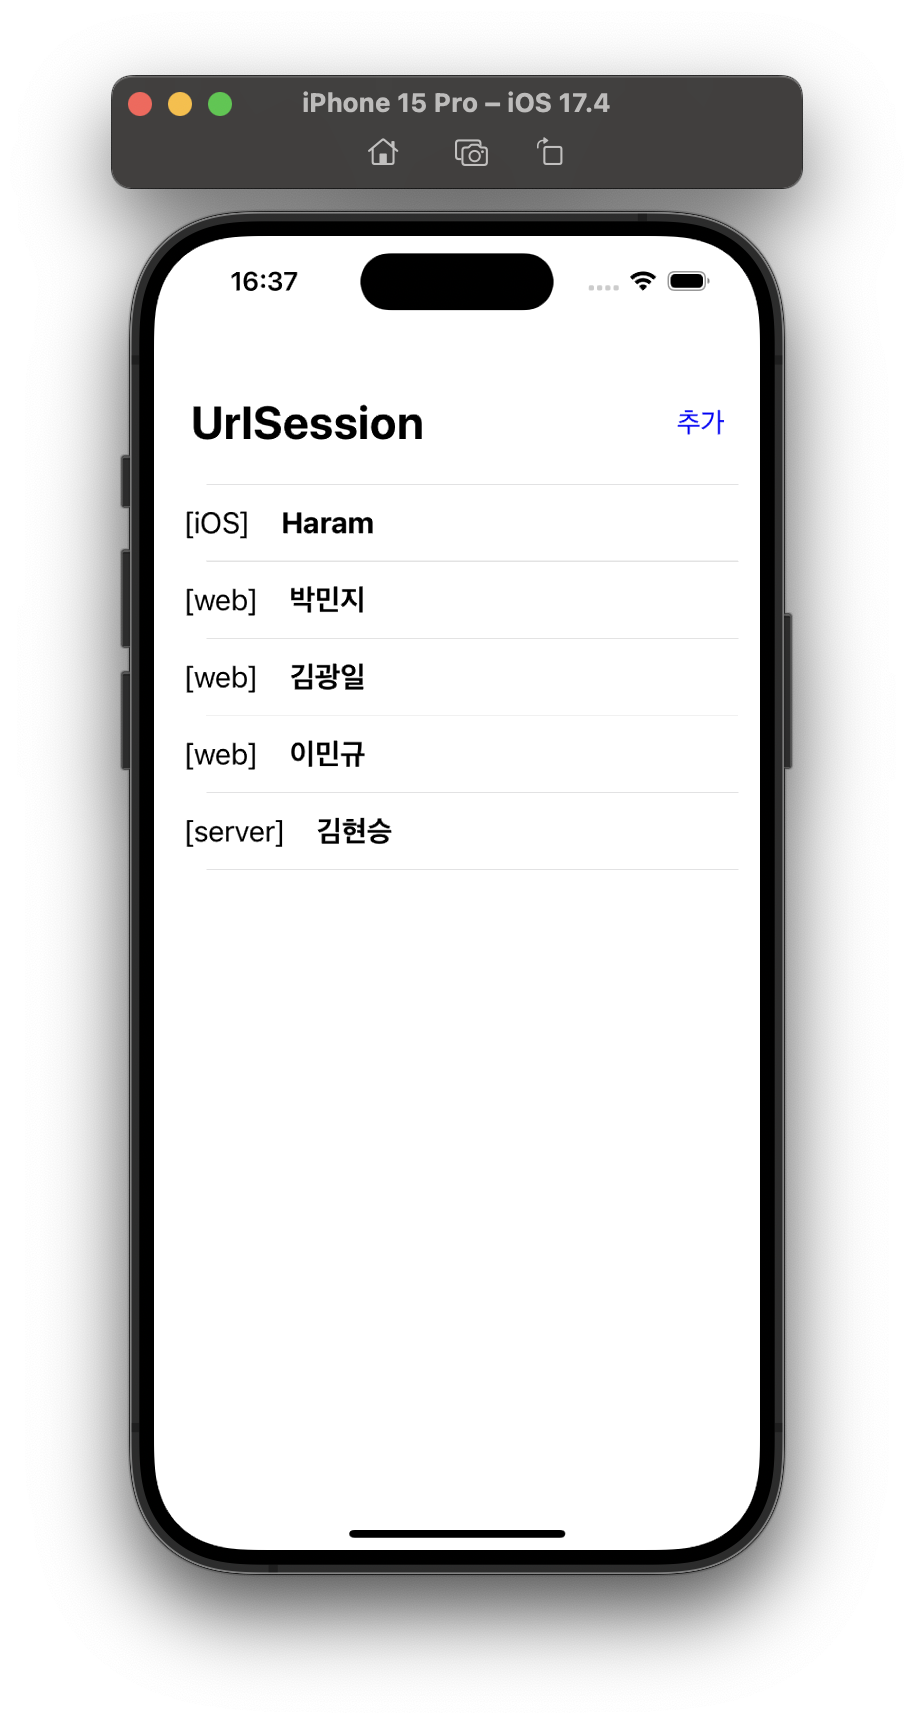 iPhone 15 Pro – iOS 17.4
16:37
UrlSession 추가
[iOS] Haram
[web] 박민지
[web] 김광일
[web] 이민규
[server] 김현승